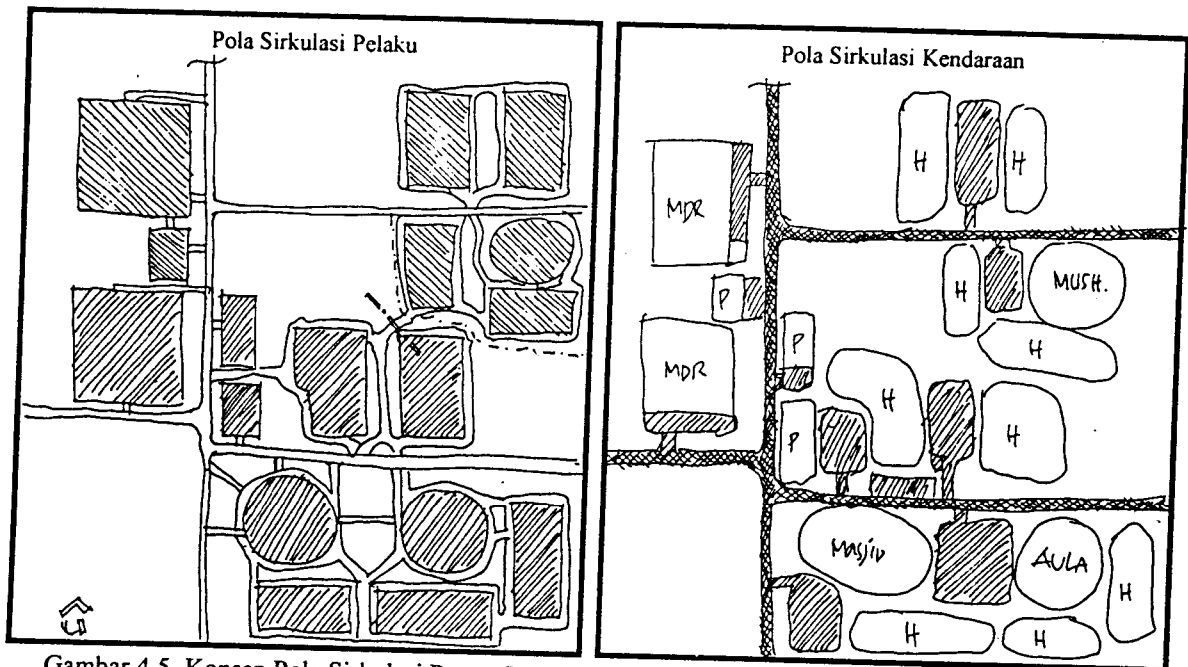 Pola Sirkulasi Pelaku
Pola Sirkulasi Kendaraan
H
H
MDR
H
MUSH.
P
H
P
MDR
H
H
P
MASJID
AULA
H
H
H
Gambar 4.5. Konsep Pola Sirkulasi